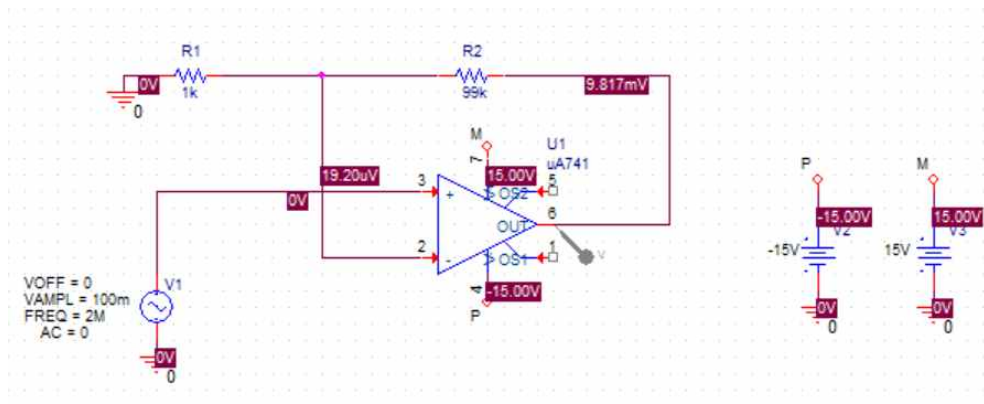 R1
R2
0V
1k
99k
9.817mV
0
M
U1
7
uA741
19.20uV
15.00V
5
3
OS2
0V
+
6
OUT
V
2
1
-
OS1
4
-15.00V
P
V1
VOFF = 0
VAMPL = 100m
FREQ = 2M
AC = 0
0V
0
P
M
-15.00V
15.00V
V2
V3
-15V
15V
0V
0V
0
0